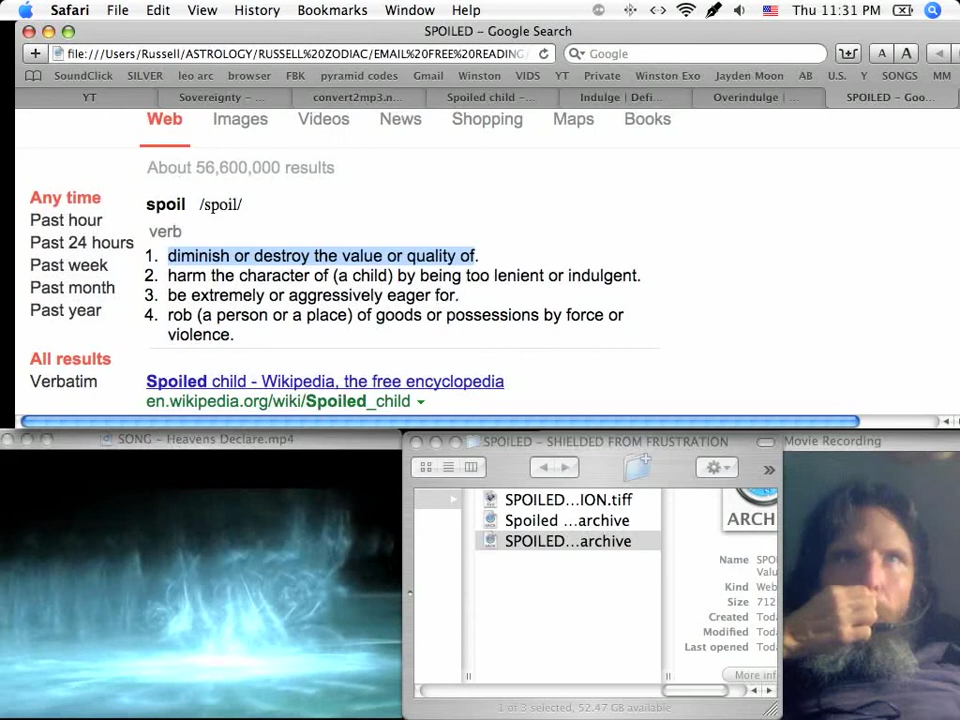 Safari File Edit View History Bookmarks Window Help Thu 11:31 PM
SPOILED - Google Search
file:///Users/Russell/ASTROLOGY/RUSSELL%20ZODIAC/EMAIL%20FREE%20READING/
Google
A A
SoundClick SILVER leo arc browser FBK pyramid codes Gmail Winston VIDS YT Private Winston Exo Jayden Moon AB U.S. Y SONGS MM
YT Sovereignty - ... convert2mp3.n... Spoiled child -... Indulge | Defi... Overindulge | ... SPOILED - Goo...
Web Images Videos News Shopping Maps Books
About 56,600,000 results
Any time
Past hour
Past 24 hours
Past week
Past month
Past year
All results
Verbatim
spoil /spoil/
verb
1. diminish or destroy the value or quality of.
2. harm the character of (a child) by being too lenient or indulgent.
3. be extremely or aggressively eager for.
4. rob (a person or a place) of goods or possessions by force or
violence.
Spoiled child - Wikipedia, the free encyclopedia
en.wikipedia.org/wiki/Spoiled_child
SONG - Heavens Declare.mp4
SPOILED - SHIELDED FROM FRUSTRATION
Movie Recording
SPOILED...ION.tiff
Spoiled ...archive
SPOILED...archive
ARCH
Name SPO
Valu
Kind Web
Size 712
Created Toda
Modified Toda
Last opened Toda
More inf
1 of 3 selected, 52.47 GB available